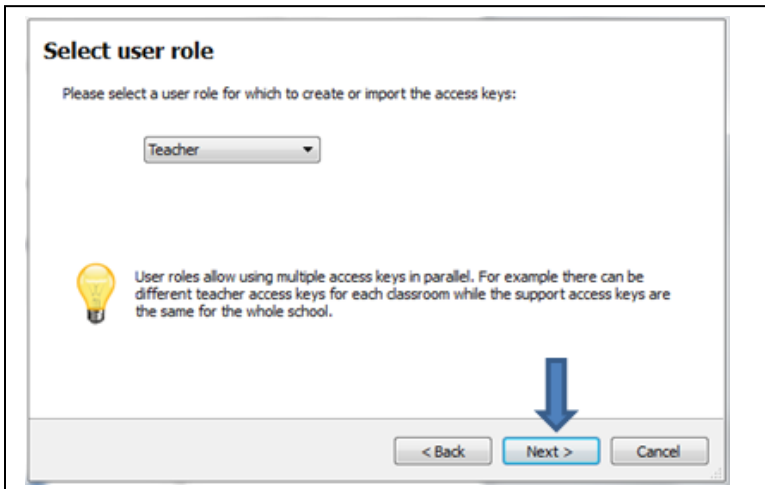 Select user role
Please select a user role for which to create or import the access keys:
Teacher
User roles allow using multiple access keys in parallel. For example there can be
different teacher access keys for each classroom while the support access keys are
the same for the whole school.
< Back Next > Cancel